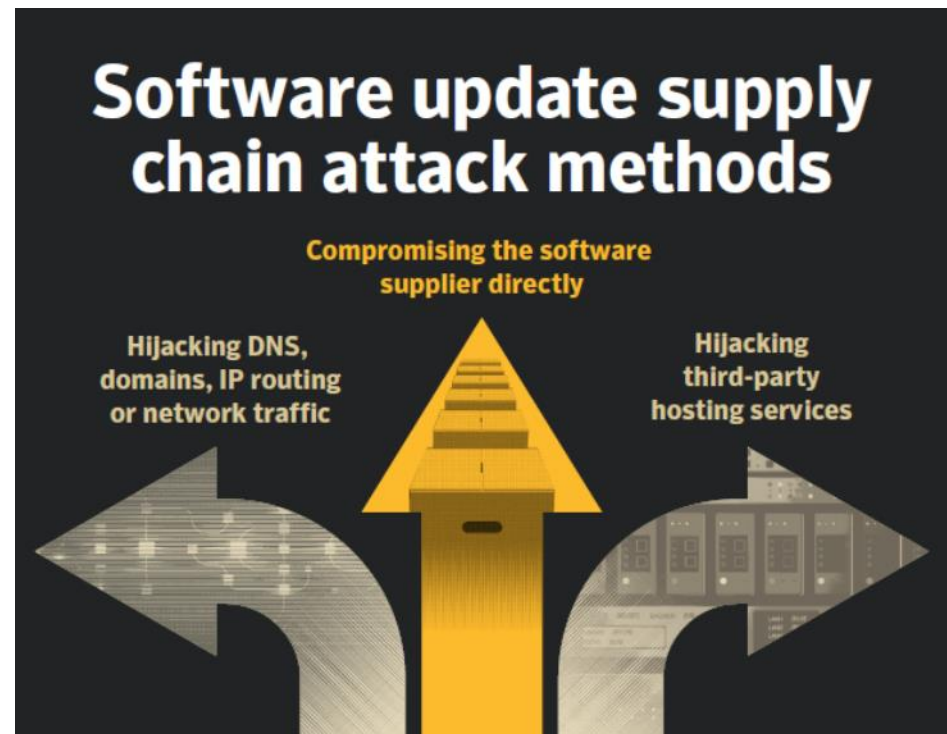 Software update supply
chain attack methods
Compromising the software
supplier directly
Hijacking DNS,
domains, IP routing
or network traffic
Hijacking
third-party
hosting services